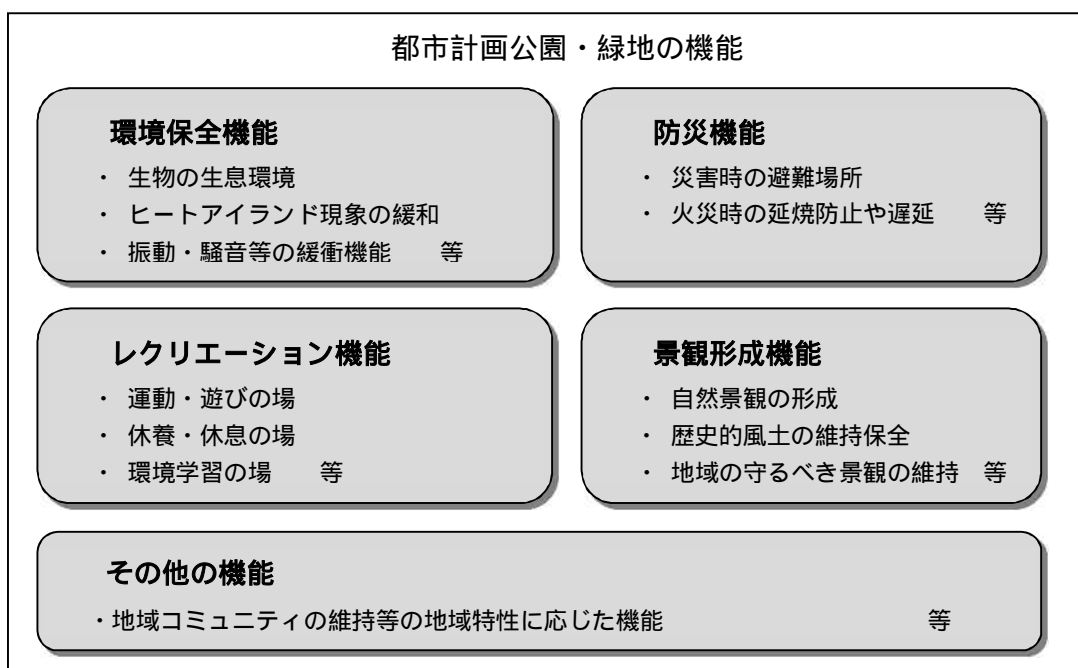 都市計画公園・緑地の機能
環境保全機能
・ 生物の生息環境
・ ヒートアイランド現象の緩和
・ 振動・騒音等の緩衝機能　　等
防災機能
・ 災害時の避難場所
・ 火災時の延焼防止や遅延　　等
レクリエーション機能
・ 運動・遊びの場
・ 休養・休息の場
・ 環境学習の場　　等
景観形成機能
・ 自然景観の形成
・ 歴史的風土の維持保全
・ 地域の守るべき景観の維持　等
その他の機能
・地域コミュニティの維持等の地域特性に応じた機能　　等